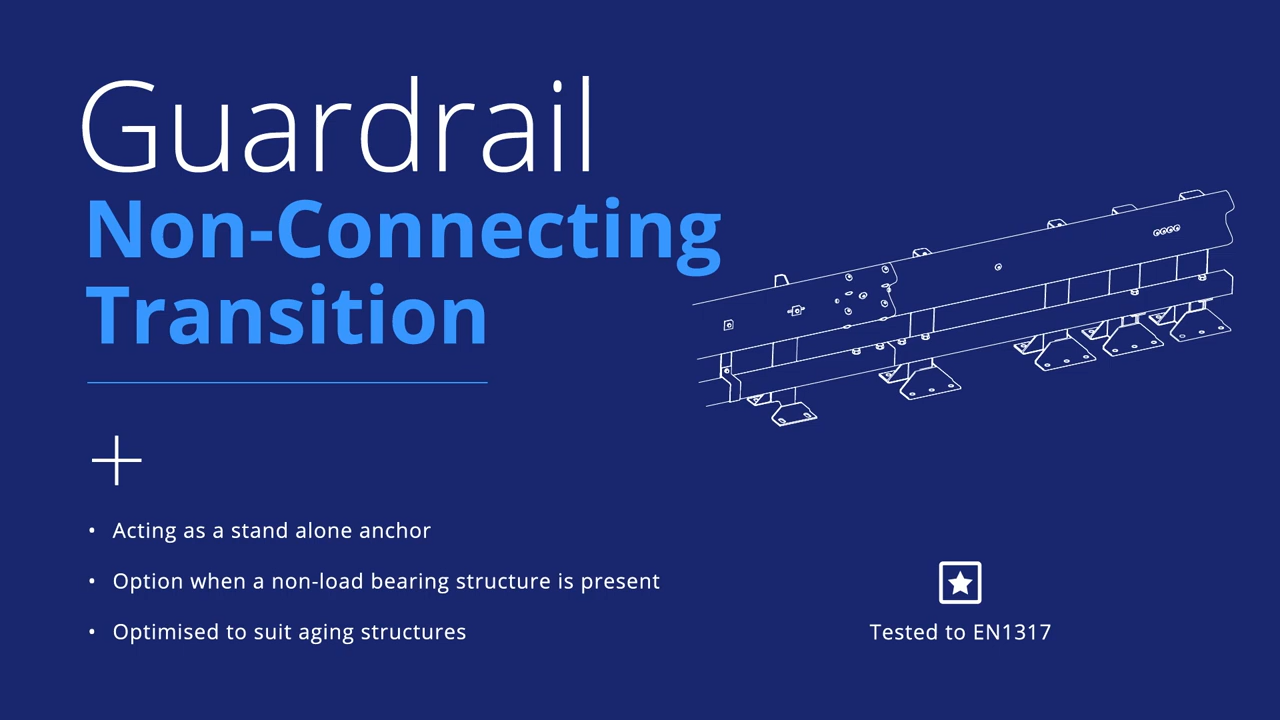 Guardrail
Non-Connecting
Transition
• Acting as a stand alone anchor
• Option when a non-load bearing structure is present
• Optimised to suit aging structures
Tested to EN1317